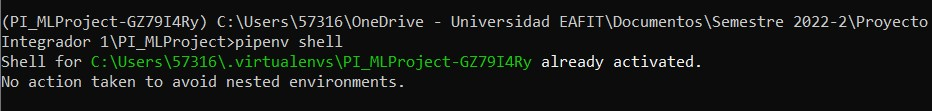 (PI_MLProject-GZ79I4Ry) C:\Users\57316\OneDrive - Universidad EAFIT\Documentos\Semestre 2022-2\Proyecto
Integrador 1\PI_MLProject>pipenv shell
Shell for C:\Users\57316\.virtualenvs\PI_MLProject-GZ79I4Ry already activated.
No action taken to avoid nested environments.